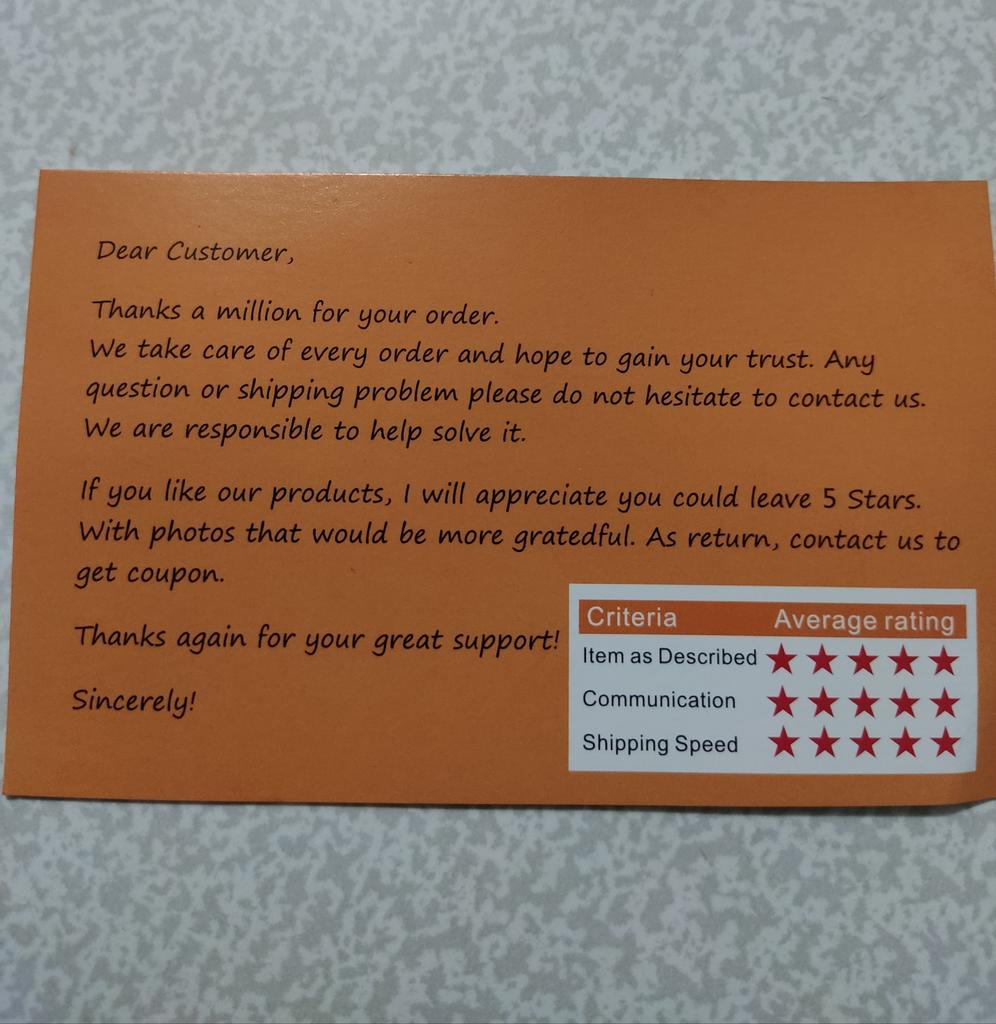 Dear Customer,
Thanks a million for your order.
We take care of every order and hope to gain your trust. Any
question or shipping problem please do not hesitate to contact us.
We are responsible to help solve it.
If you like our products, I will appreciate you could leave 5 Stars.
With photos that would be more gratedful. As return, contact us to
get coupon.
Thanks again for your great support!
Sincerely!
Criteria Average rating
Item as Described ★★★★★
Communication ★★★★★
Shipping Speed ★★★★★